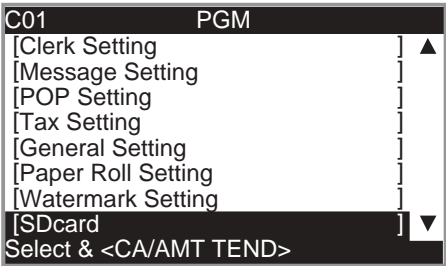 C01 PGM
[Clerk Setting ] ▲
[Message Setting ]
[POP Setting ]
[Tax Setting ]
[General Setting ]
[Paper Roll Setting ]
[Watermark Setting ]
[SDcard ] ▼
Select & <CA/AMT TEND>